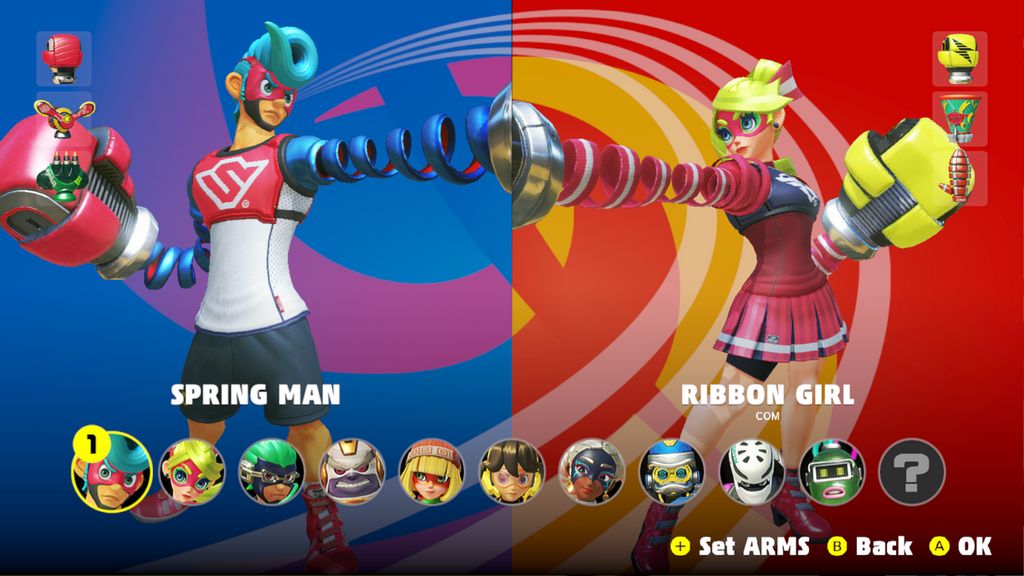 SPRING MAN
RIBBON GIRL
COM
1
?
+ Set ARMS B Back A OK